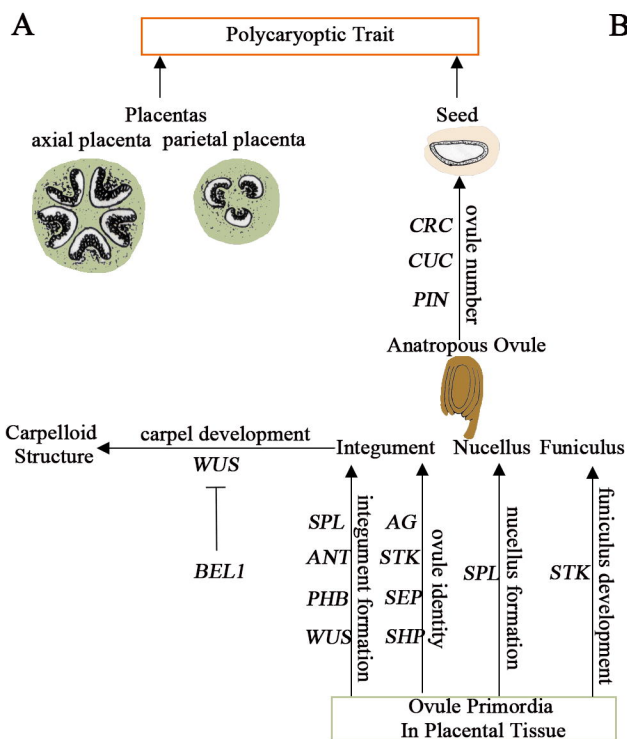 A
B
Polycaryoptic Trait
Placentas
axial placenta
parietal placenta
Seed
CRC
CUC
PIN
ovule number
Anatropous Ovule
Carpelloid
Structure
carpel development
WUS
BEL1
Integument
Nucellus
Funiculus
SPL
ANT
PHB
WUS
integument formation
AG
STK
SEP
SHP
ovule identity
SPL
nucellus formation
STK
funiculus development
Ovule Primordia
In Placental Tissue